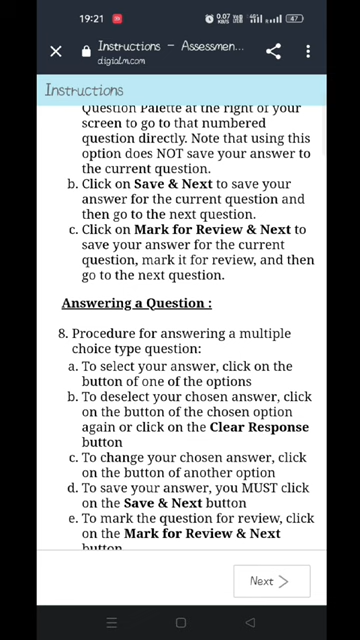 19:21
0.07
KB/S
47
Instructions – Assessmen...
digialm.com
Instructions
Question Palette at the right of your
screen to go to that numbered
question directly. Note that using this
option does NOT save your answer to
the current question.
b. Click on Save & Next to save your
answer for the current question and
then go to the next question.
c. Click on Mark for Review & Next to
save your answer for the current
question, mark it for review, and then
go to the next question.
Answering a Question :
8. Procedure for answering a multiple
choice type question:
a. To select your answer, click on the
button of one of the options
b. To deselect your chosen answer, click
on the button of the chosen option
again or click on the Clear Response
button
c. To change your chosen answer, click
on the button of another option
d. To save your answer, you MUST click
on the Save & Next button
e. To mark the question for review, click
on the Mark for Review & Next
button
Next